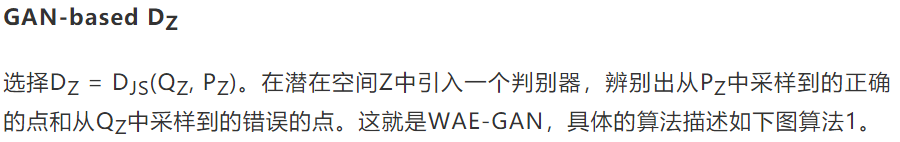 GAN-based DZ
选择DZ = DJS(QZ, PZ)。在潜在空间Z中引入一个判别器，辨别出从PZ中采样到的正确
的点和从QZ中采样到的错误的点。这就是WAE-GAN，具体的算法描述如下图算法1。